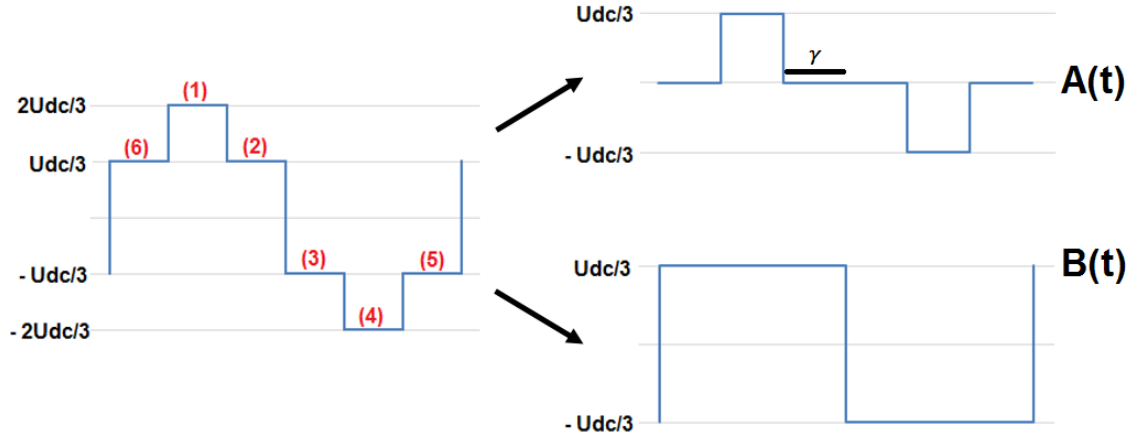 2Udc/3
(1)
Udc/3
(6)
(2)
- Udc/3
(3)
(5)
- 2Udc/3
(4)
Udc/3
γ
A(t)
- Udc/3
Udc/3
B(t)
- Udc/3